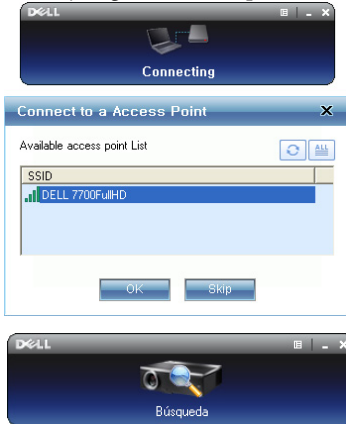 DELL
Connecting
Connect to a Access Point
Available access point List
ALL
SSID
DELL 7700FullHD
OK Skip
DELL
Búsqueda